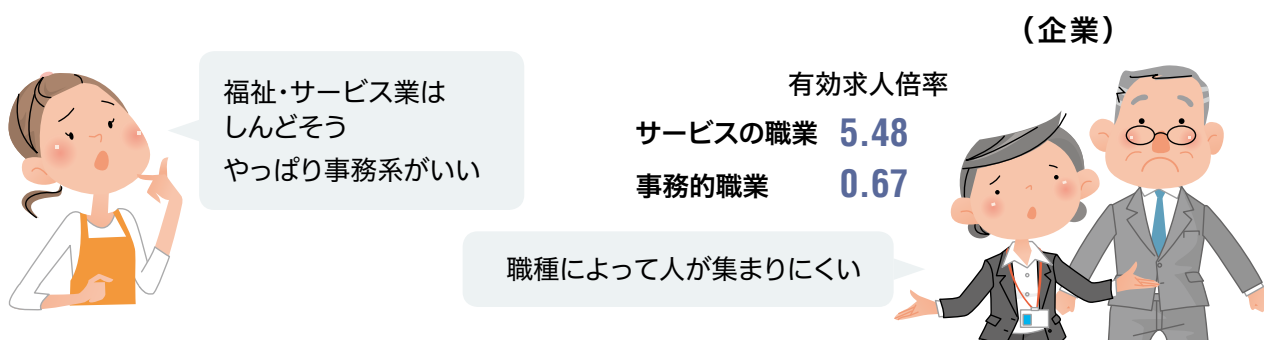 福祉・サービス業は
しんどそう
やっぱり事務系がいい
（企業）
有効求人倍率
サービスの職業 5.48
事務的職業 0.67
職種によって人が集まりにくい